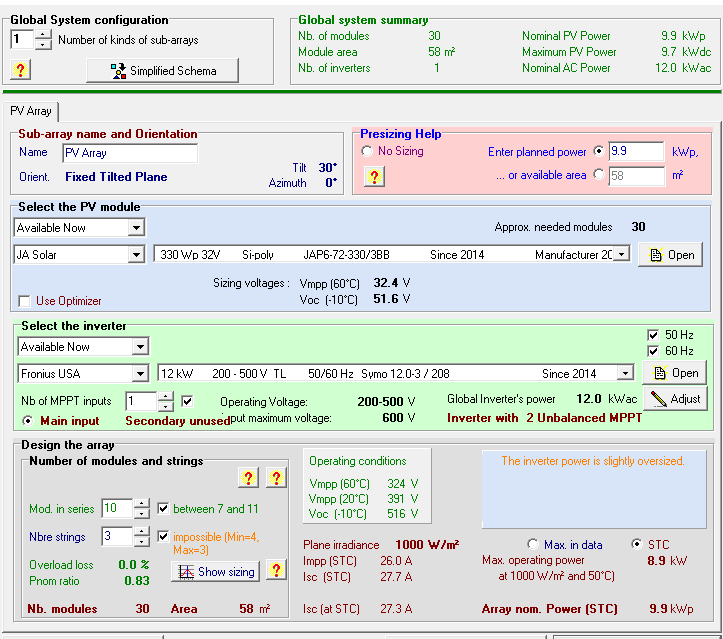 Global System configuration
1 Number of kinds of sub-arrays
? Simplified Schema
Global system summary
Nb. of modules 30 Nominal PV Power 9.9 kWp
Module area 58 m² Maximum PV Power 9.7 kWdc
Nb. of inverters 1 Nominal AC Power 12.0 kWac
PV Array
Sub-array name and Orientation
Name PV Array
Orient. Fixed Tilted Plane
Tilt 30°
Azimuth 0°
Presizing Help
No Sizing
Enter planned power 9.9 kWp,
? ... or available area 58 m²
Select the PV module
Available Now Approx. needed modules 30
JA Solar 330 Wp 32V Si-poly JAP6-72-330/3BB Since 2014 Manufacturer 20 Open
Sizing voltages : Vmpp (60°C) 32.4 V
Voc (-10°C) 51.6 V
Use Optimizer
Select the inverter
Available Now
50 Hz
60 Hz
Fronius USA 12 kW 200 - 500 V TL 50/60 Hz Symo 12.0-3 / 208 Since 2014 Open
Nb of MPPT inputs 1 Operating Voltage: 200-500 V Global Inverter's power 12.0 kWac Adjust
Main input Secondary unused put maximum voltage: 600 V Inverter with 2 Unbalanced MPPT
Design the array
Number of modules and strings
? ?
Mod. in series 10 between 7 and 11
Nbre strings 3 impossible (Min=4,
Max=3)
Overload loss 0.0 %
Pnom ratio 0.83
Show sizing ?
Nb. modules 30 Area 58 m²
Operating conditions
Vmpp (60°C) 324 V
Vmpp (20°C) 391 V
Voc (-10°C) 516 V
Plane irradiance 1000 W/m²
Impp (STC) 26.0 A
Isc (STC) 27.7 A
Isc (at STC) 27.3 A
The inverter power is slightly oversized.
Max. in data STC
Max. operating power 8.9 kW
at 1000 W/m² and 50°C)
Array nom. Power (STC) 9.9 kWp